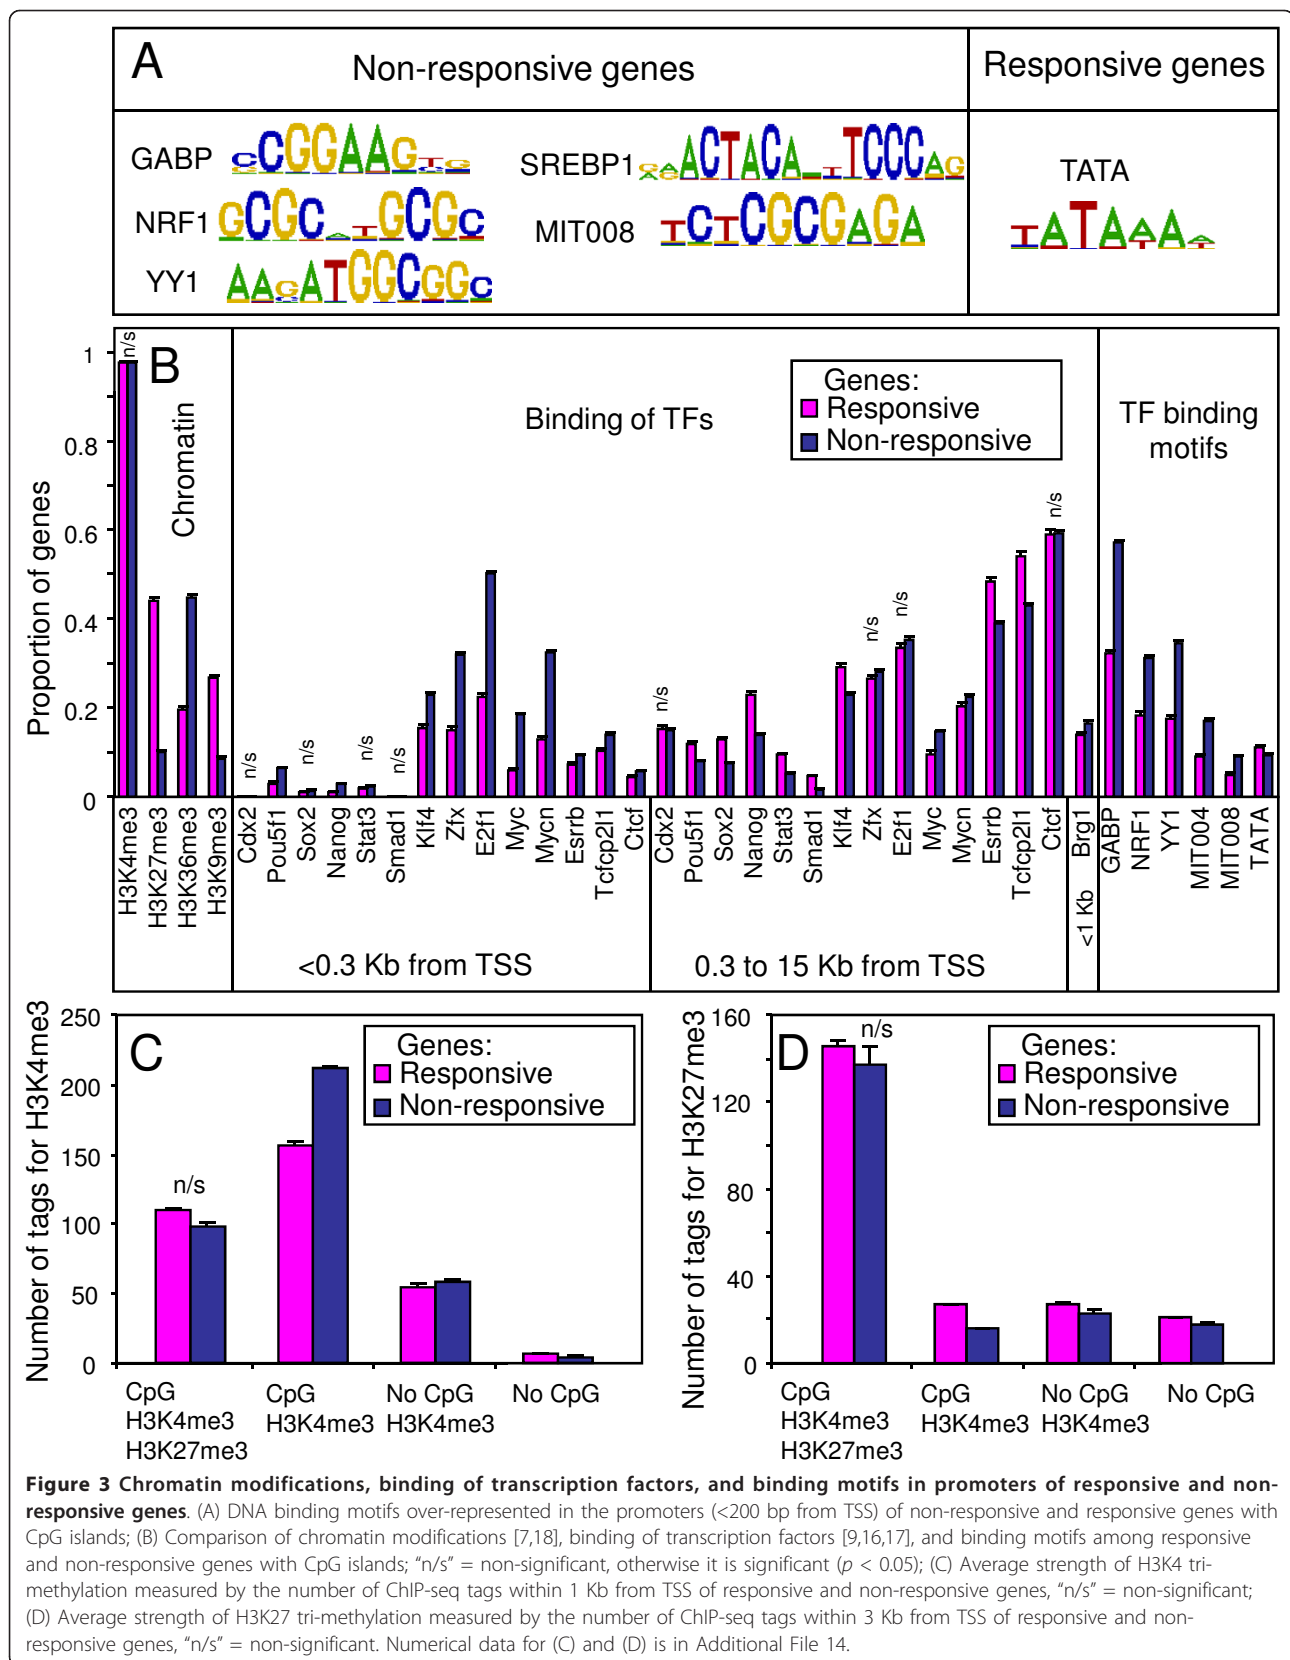 A
Non-responsive genes
Responsive genes
GABP
CCGGAAGTG
SREBP1
GAACTACAATTCCCAG
TATA
NRF1
GCGCATGCGC
MIT008
TCTCGCGAGA
TATAAAA
YY1
AAGATGGCGGC
B
Proportion of genes
1
0.8
0.6
0.4
0.2
0
Chromatin
Binding of TFs
Genes:
Responsive
Non-responsive
TF binding
motifs
n/s
n/s
n/s
n/s
n/s
n/s
n/s
n/s
n/s
H3K4me3
H3K27me3
H3K36me3
H3K9me3
Cdx2
Pou5f1
Sox2
Nanog
Stat3
Smad1
Klf4
Zfx
E2f1
Myc
Mycn
Esrrb
Tcfcp2l1
Ctcf
Cdx2
Pou5f1
Sox2
Nanog
Stat3
Smad1
Klf4
Zfx
E2f1
Myc
Mycn
Esrrb
Tcfcp2l1
Ctcf
Brg1
GABP
NRF1
YY1
MIT004
MIT008
TATA
<0.3 Kb from TSS
0.3 to 15 Kb from TSS
<1 Kb
C
Number of tags for H3K4me3
250
200
150
100
50
0
Genes:
Responsive
Non-responsive
n/s
CpG
H3K4me3
H3K27me3
CpG
H3K4me3
No CpG
H3K4me3
No CpG
D
Number of tags for H3K27me3
160
120
80
40
0
n/s
Genes:
Responsive
Non-responsive
CpG
H3K4me3
H3K27me3
CpG
H3K4me3
No CpG
H3K4me3
No CpG
Figure 3 Chromatin modifications, binding of transcription factors, and binding motifs in promoters of responsive and non-
responsive genes. (A) DNA binding motifs over-represented in the promoters (<200 bp from TSS) of non-responsive and responsive genes with
CpG islands; (B) Comparison of chromatin modifications [7,18], binding of transcription factors [9,16,17], and binding motifs among responsive
and non-responsive genes with CpG islands; “n/s” = non-significant, otherwise it is significant (p < 0.05); (C) Average strength of H3K4 tri-
methylation measured by the number of ChIP-seq tags within 1 Kb from TSS of responsive and non-responsive genes, “n/s” = non-significant;
(D) Average strength of H3K27 tri-methylation measured by the number of ChIP-seq tags within 3 Kb from TSS of responsive and non-
responsive genes, “n/s” = non-significant. Numerical data for (C) and (D) is in Additional File 14.